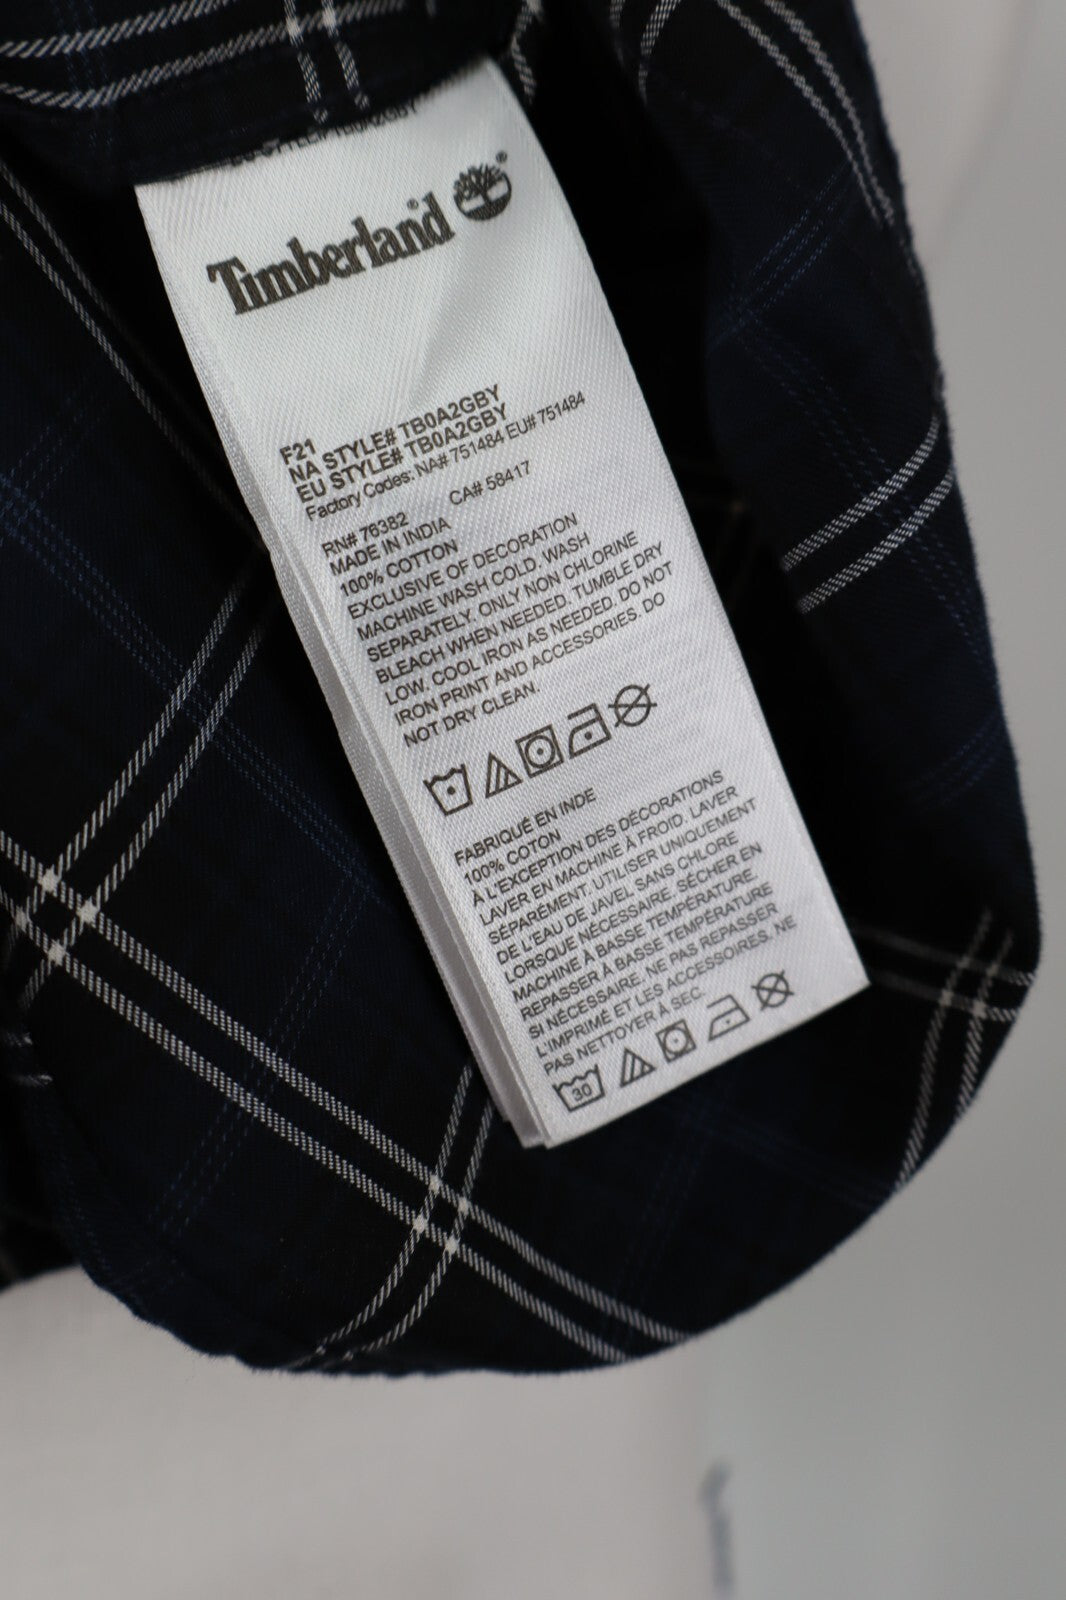 Timberland®
F21
NA STYLE# TB0A2GBY
EU STYLE# TB0A2GBY
Factory Codes: NA# 751484 EU# 751484
RN# 76382 CA# 58417
MADE IN INDIA
100% COTTON
EXCLUSIVE OF DECORATION
MACHINE WASH COLD. WASH
SEPARATELY. ONLY NON CHLORINE
BLEACH WHEN NEEDED. TUMBLE DRY
LOW. COOL IRON AS NEEDED. DO NOT
IRON PRINT AND ACCESSORIES. DO
NOT DRY CLEAN.
FABRIQUÉ EN INDE
100% COTON
À L'EXCEPTION DES DÉCORATIONS
LAVER EN MACHINE À FROID. LAVER
SÉPARÉMENT. UTILISER UNIQUEMENT
DE L'EAU DE JAVEL SANS CHLORE
LORSQUE NÉCESSAIRE. SÉCHER EN
MACHINE À BASSE TEMPÉRATURE.
REPASSER À BASSE TEMPÉRATURE
SI NÉCESSAIRE. NE PAS REPASSER
L'IMPRIMÉ ET LES ACCESSOIRES. NE
PAS NETTOYER À SEC.
30